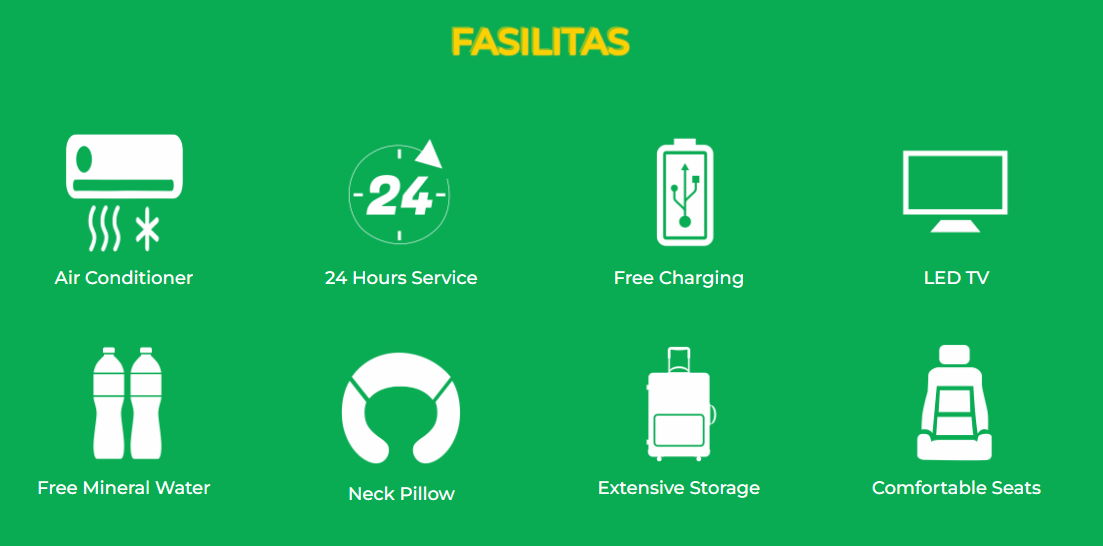 FASILITAS
24
Air Conditioner
24 Hours Service
Free Charging
LED TV
Free Mineral Water
Neck Pillow
Extensive Storage
Comfortable Seats